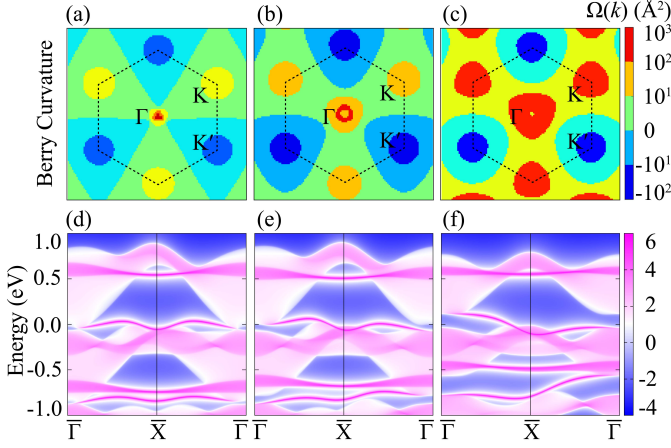 (a) (b) (c) Ω(k) (Å²)
Berry Curvature
Γ K K′
Γ K K′
Γ K K′
10³
10²
10¹
0
-10¹
-10²
(d) (e) (f)
Energy (eV)
1.0
0.5
0.0
-0.5
-1.0
6
4
2
0
-2
-4
Γ̅ X̅ Γ̅ Γ̅ X̅ Γ̅ Γ̅ X̅ Γ̅